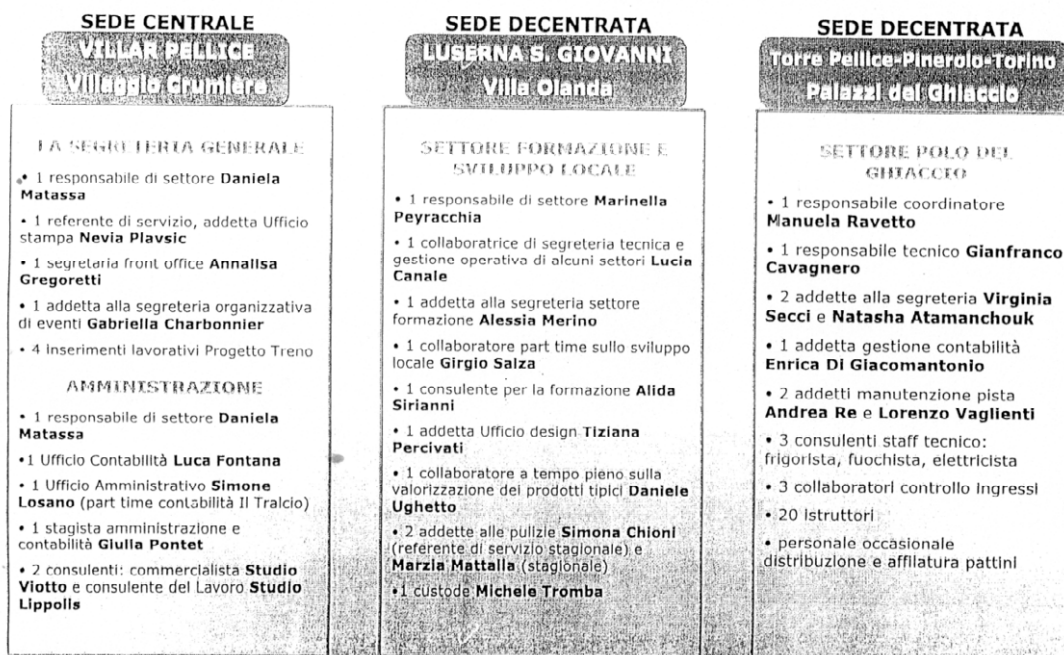 SEDE CENTRALE
VILLAR PELLICE
Villaggio Crumière
LA SEGRETERIA GENERALE
• 1 responsabile di settore Daniela
Matassa
• 1 referente di servizio, addetta Ufficio
stampa Nevia Plavsic
• 1 segretaria front office Annalisa
Gregoretti
• 1 addetta alla segreteria organizzativa
di eventi Gabriella Charbonnier
• 4 Inserimenti lavorativi Progetto Treno
AMMINISTRAZIONE
• 1 responsabile di settore Daniela
Matassa
•1 Ufficio Contabilità Luca Fontana
• 1 Ufficio Amministrativo Simone
Losano (part time contabilità Il Tralcio)
• 1 stagista amministrazione e
contabilità Giulia Pontet
• 2 consulenti: commercialista Studio
Viotto e consulente del Lavoro Studio
Lippolis
SEDE DECENTRATA
LUSERNA S. GIOVANNI
Villa Olanda
SETTORE FORMAZIONE E
SVILUPPO LOCALE
• 1 responsabile di settore Marinella
Peyracchia
• 1 collaboratrice di segreteria tecnica e
gestione operativa di alcuni settori Lucia
Canale
• 1 addetta alla segreteria settore
formazione Alessia Merino
• 1 collaboratore part time sullo sviluppo
locale Girgio Salza
• 1 consulente per la formazione Alida
Sirianni
• 1 addetta Ufficio design Tiziana
Percivati
• 1 collaboratore a tempo pieno sulla
valorizzazione dei prodotti tipici Daniele
Ughetto
• 2 addette alle pulizie Simona Chioni
(referente di servizio stagionale) e
Marzia Mattalia (stagionale)
•1 custode Michele Tromba
SEDE DECENTRATA
Torre Pellice-Pinerolo-Torino
Palazzi del Ghiaccio
SETTORE POLO DEL
GHIACCIO
• 1 responsabile coordinatore
Manuela Ravetto
• 1 responsabile tecnico Gianfranco
Cavagnero
• 2 addette alla segreteria Virginia
Secci e Natasha Atamanchouk
• 1 addetta gestione contabilità
Enrica Di Giacomantonio
• 2 addetti manutenzione pista
Andrea Re e Lorenzo Vaglienti
• 3 consulenti staff tecnico:
frigorista, fuochista, elettricista
• 3 collaboratori controllo Ingressi
• 20 istruttori
• personale occasionale
distribuzione e affilatura pattini